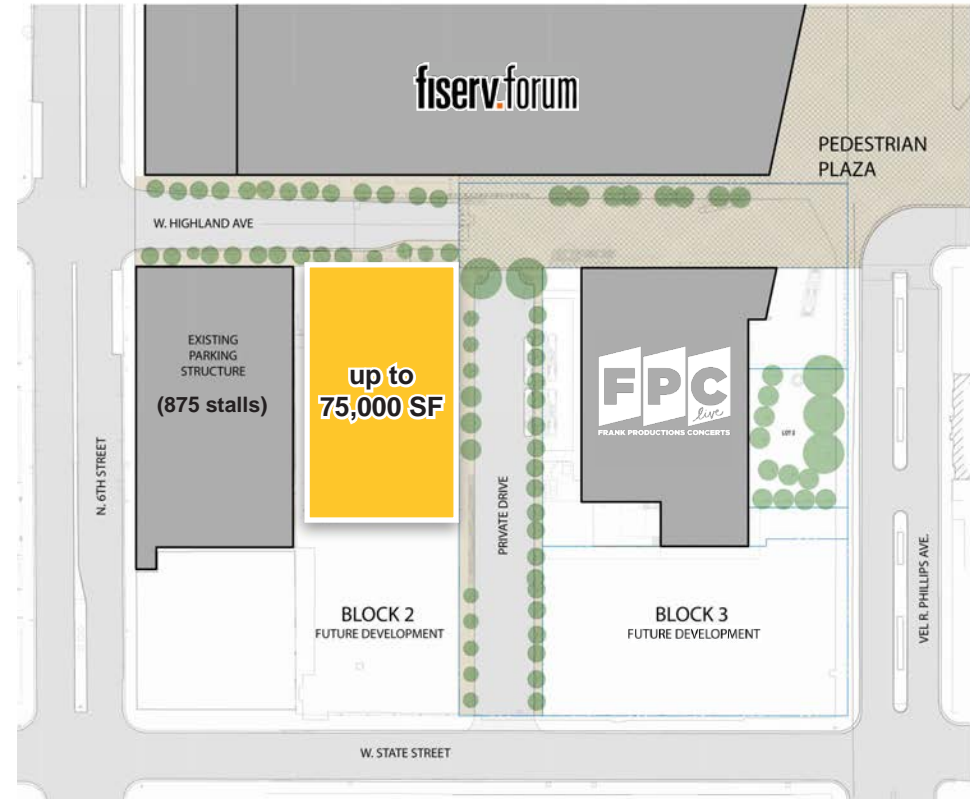 fiserv.forum
PEDESTRIAN
PLAZA
W. HIGHLAND AVE
EXISTING
PARKING
STRUCTURE
(875 stalls)
up to
75,000 SF
FPC
live
FRANK PRODUCTIONS CONCERTS
LOT 2
N. 6TH STREET
PRIVATE DRIVE
VEL R. PHILLIPS AVE.
BLOCK 2
FUTURE DEVELOPMENT
BLOCK 3
FUTURE DEVELOPMENT
W. STATE STREET